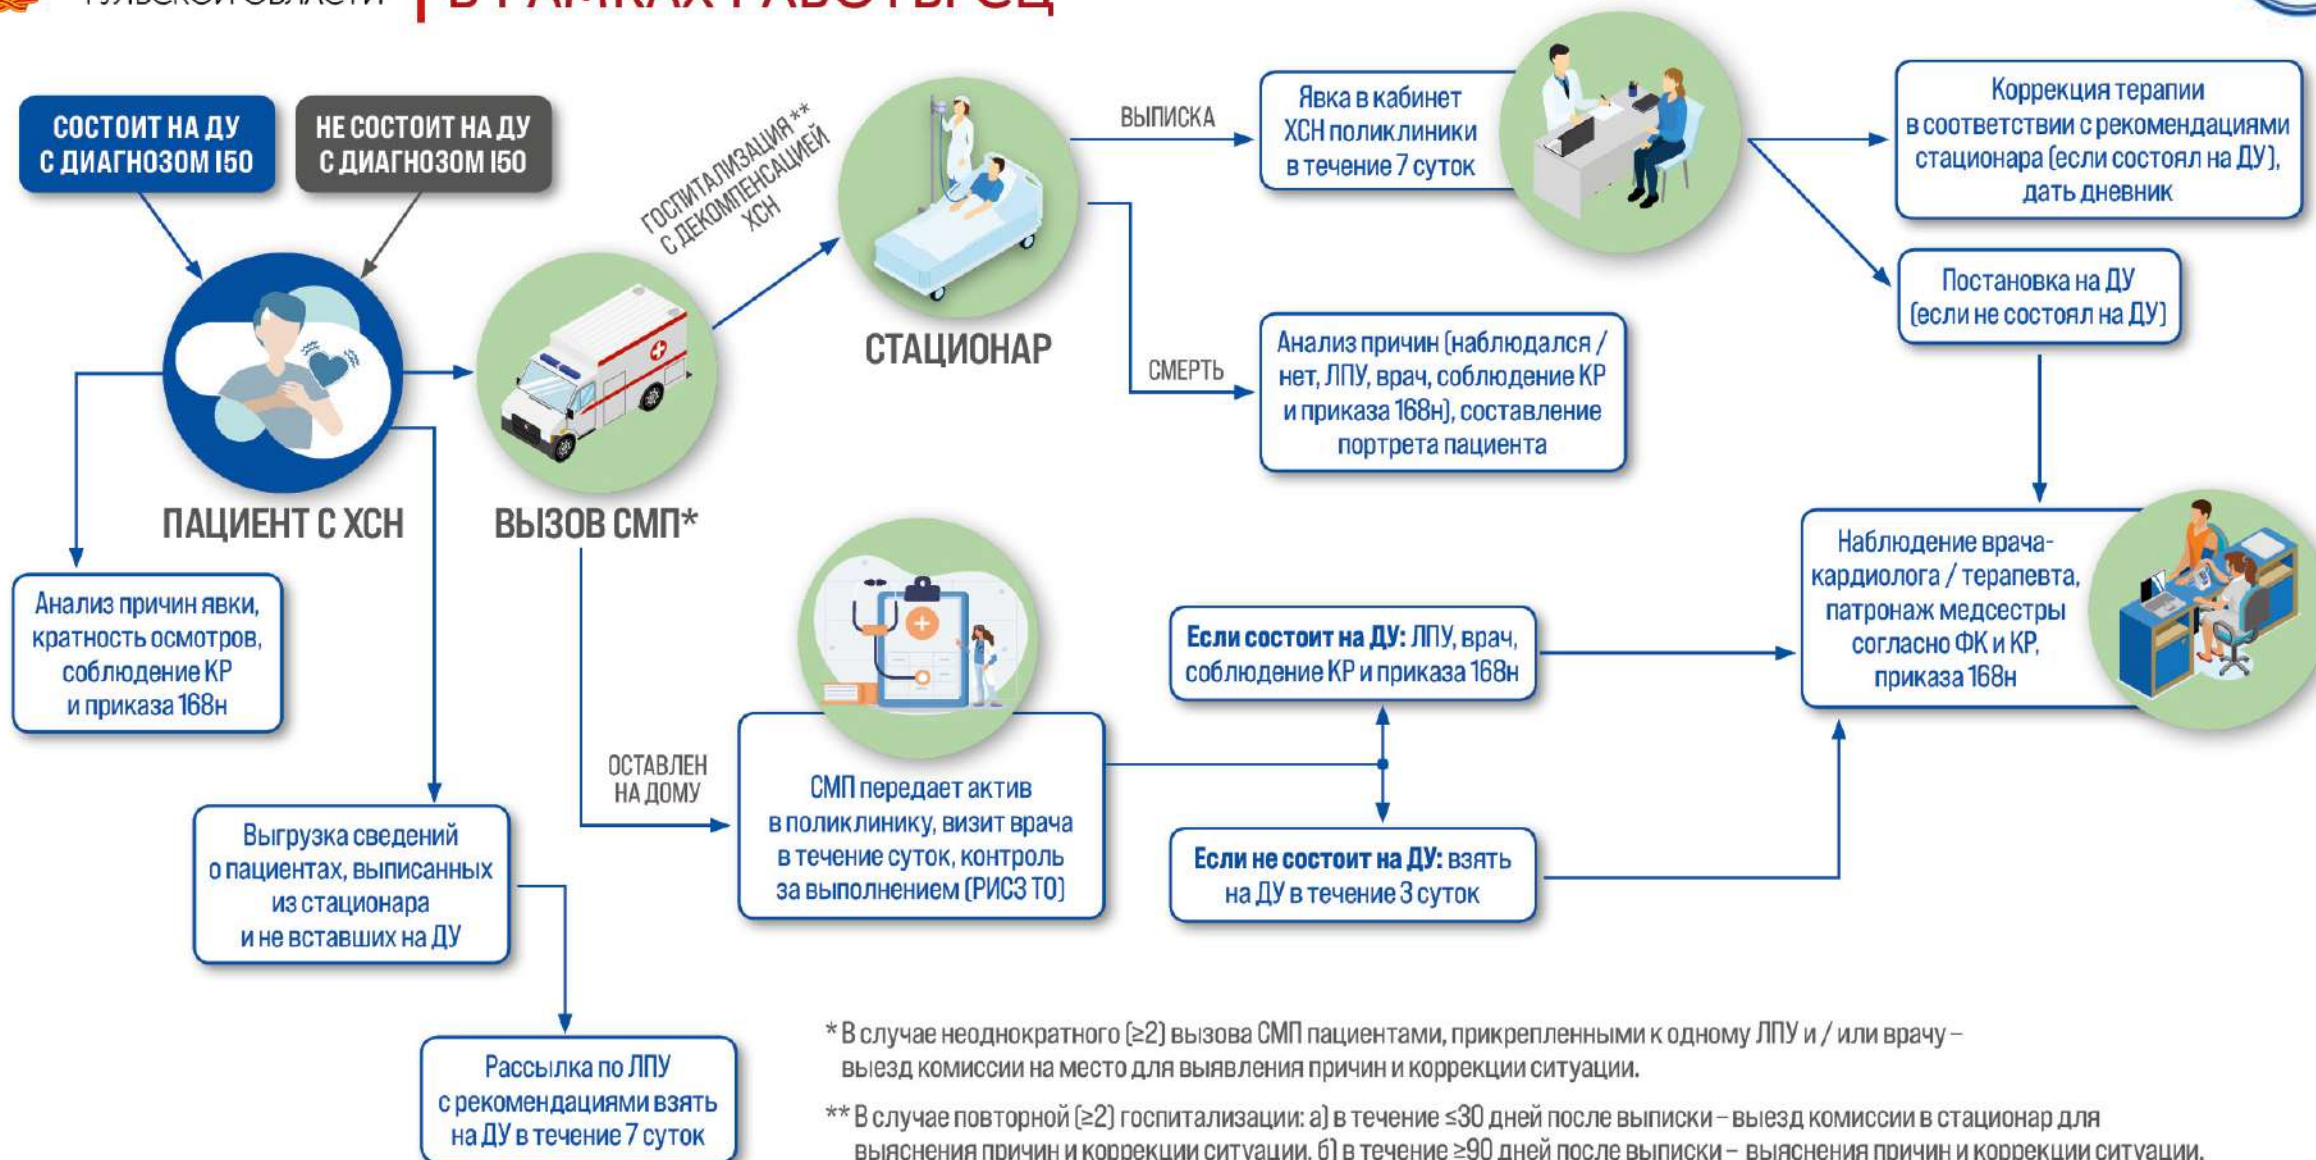 ТУЛЬСКОЙ ОБЛАСТИ
В РАМКАХ РАБОТЫ РСЦ
СОСТОИТ НА ДУ
С ДИАГНОЗОМ I50
НЕ СОСТОИТ НА ДУ
С ДИАГНОЗОМ I50
ПАЦИЕНТ С ХСН
Анализ причин явки,
кратность осмотров,
соблюдение КР
и приказа 168н
Выгрузка сведений
о пациентах, выписанных
из стационара
и не вставших на ДУ
Рассылка по ЛПУ
с рекомендациями взять
на ДУ в течение 7 суток
ВЫЗОВ СМП*
ГОСПИТАЛИЗАЦИЯ **
С ДЕКОМПЕНСАЦИЕЙ
ХСН
СТАЦИОНАР
ВЫПИСКА
Явка в кабинет
ХСН поликлиники
в течение 7 суток
Коррекция терапии
в соответствии с рекомендациями
стационара (если состоял на ДУ),
дать дневник
Постановка на ДУ
(если не состоял на ДУ)
СМЕРТЬ
Анализ причин (наблюдался /
нет, ЛПУ, врач, соблюдение КР
и приказа 168н), составление
портрета пациента
ОСТАВЛЕН
НА ДОМУ
СМП передает актив
в поликлинику, визит врача
в течение суток, контроль
за выполнением (РИСЗ ТО)
Если состоит на ДУ: ЛПУ, врач,
соблюдение КР и приказа 168н
Если не состоит на ДУ: взять
на ДУ в течение 3 суток
Наблюдение врача-
кардиолога / терапевта,
патронаж медсестры
согласно ФК и КР,
приказа 168н
* В случае неоднократного (≥2) вызова СМП пациентами, прикрепленными к одному ЛПУ и / или врачу –
выезд комиссии на место для выявления причин и коррекции ситуации.
** В случае повторной (≥2) госпитализации: а) в течение ≤30 дней после выписки – выезд комиссии в стационар для
выяснения причин и коррекции ситуации, б) в течение ≥90 дней после выписки – выяснения причин и коррекции ситуации.